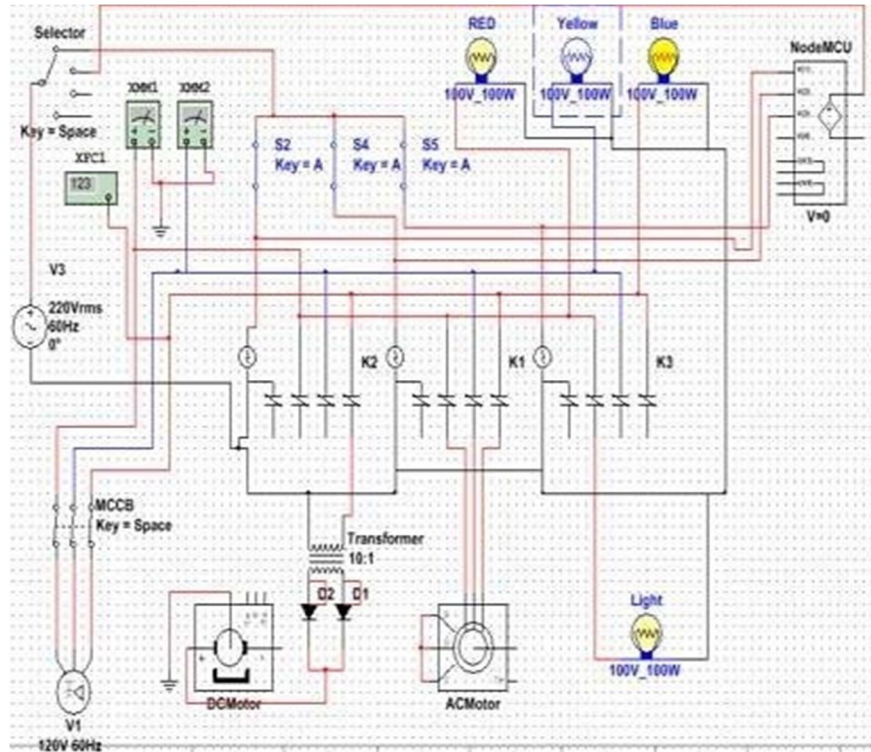 RED
Yellow
Blue
Selector
NodeMCU
XMM1 XMM2
100V_100W 100V_100W 100V_100W
Key = Space
XFC1
123
S2 S4 S5
Key = A Key = A Key = A
V=0
V3
220Vrms
60Hz
0°
K2 K1 K3
MCCB
Key = Space
Transformer
10:1
D2 D1
Light
100V_100W
DCMotor
ACMotor
V1
120V 60Hz